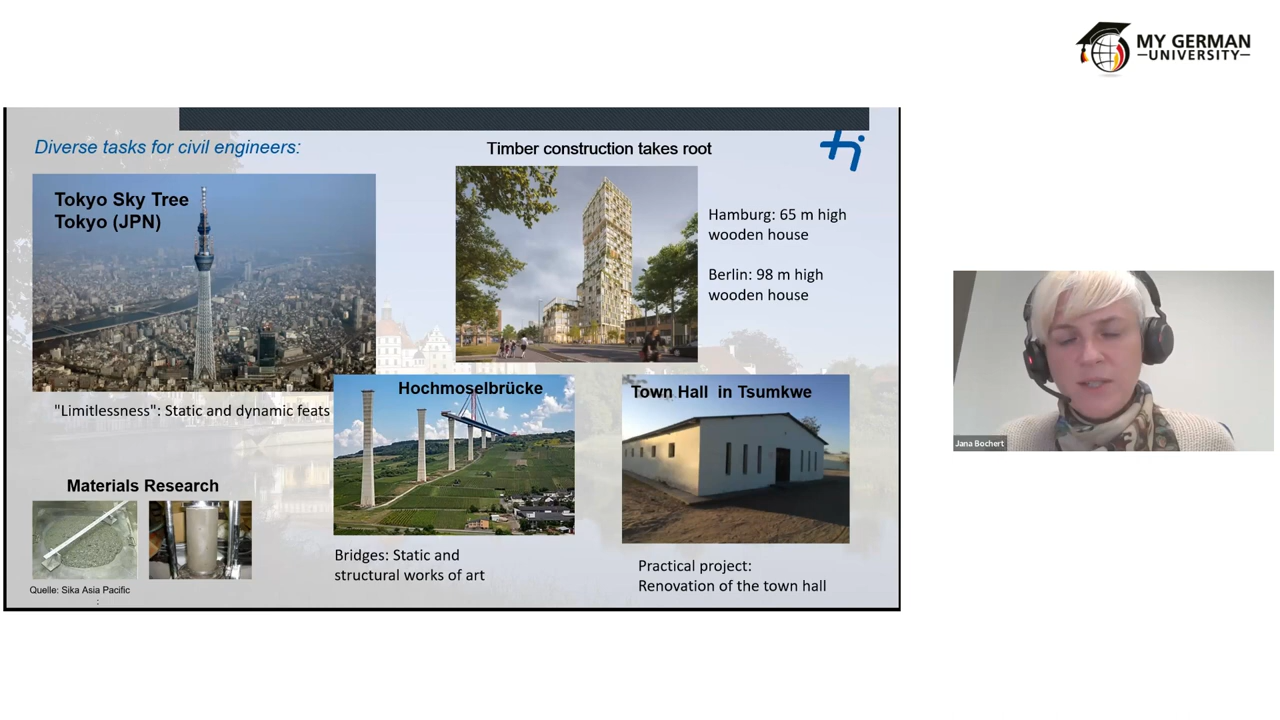 MY GERMAN
UNIVERSITY
Diverse tasks for civil engineers:
Tokyo Sky Tree
Tokyo (JPN)
"Limitlessness": Static and dynamic feats
Timber construction takes root
Hamburg: 65 m high
wooden house
Berlin: 98 m high
wooden house
Hochmoselbrücke
Bridges: Static and
structural works of art
Town Hall in Tsumkwe
Practical project:
Renovation of the town hall
Materials Research
Quelle: Sika Asia Pacific
:
Jana Bochert